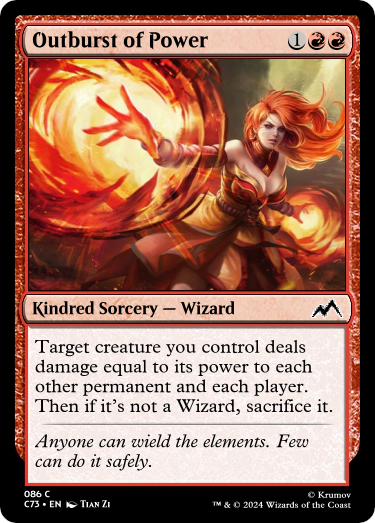 Outburst of Power 1
Kindred Sorcery — Wizard
Target creature you control deals
damage equal to its power to each
other permanent and each player.
Then if it's not a Wizard, sacrifice it.
Anyone can wield the elements. Few
can do it safely.
086 C © Krumov
C73 • EN Tian Zi ™ & © 2024 Wizards of the Coast